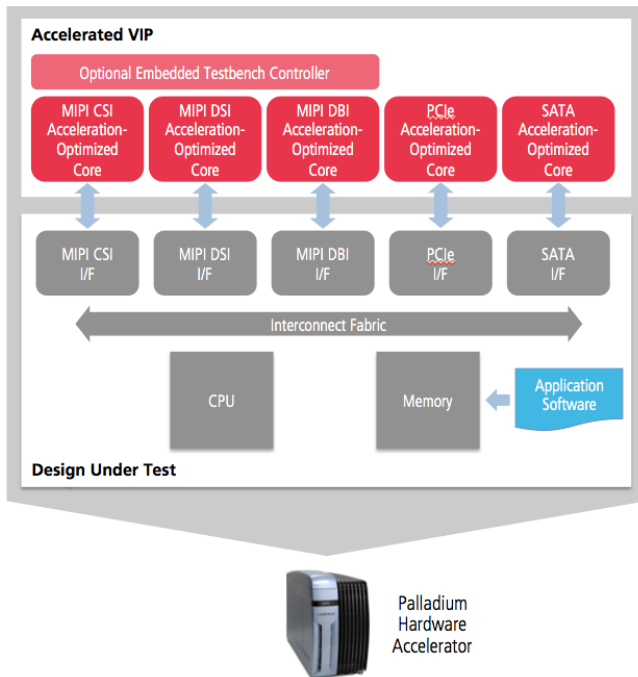 Accelerated VIP
Optional Embedded Testbench Controller
MIPI CSI
Acceleration-
Optimized
Core
MIPI DSI
Acceleration-
Optimized
Core
MIPI DBI
Acceleration-
Optimized
Core
PCIe
Acceleration-
Optimized
Core
SATA
Acceleration-
Optimized
Core
MIPI CSI
I/F
MIPI DSI
I/F
MIPI DBI
I/F
PCIe
I/F
SATA
I/F
Interconnect Fabric
CPU
Memory
Application
Software
Design Under Test
Palladium
Hardware
Accelerator